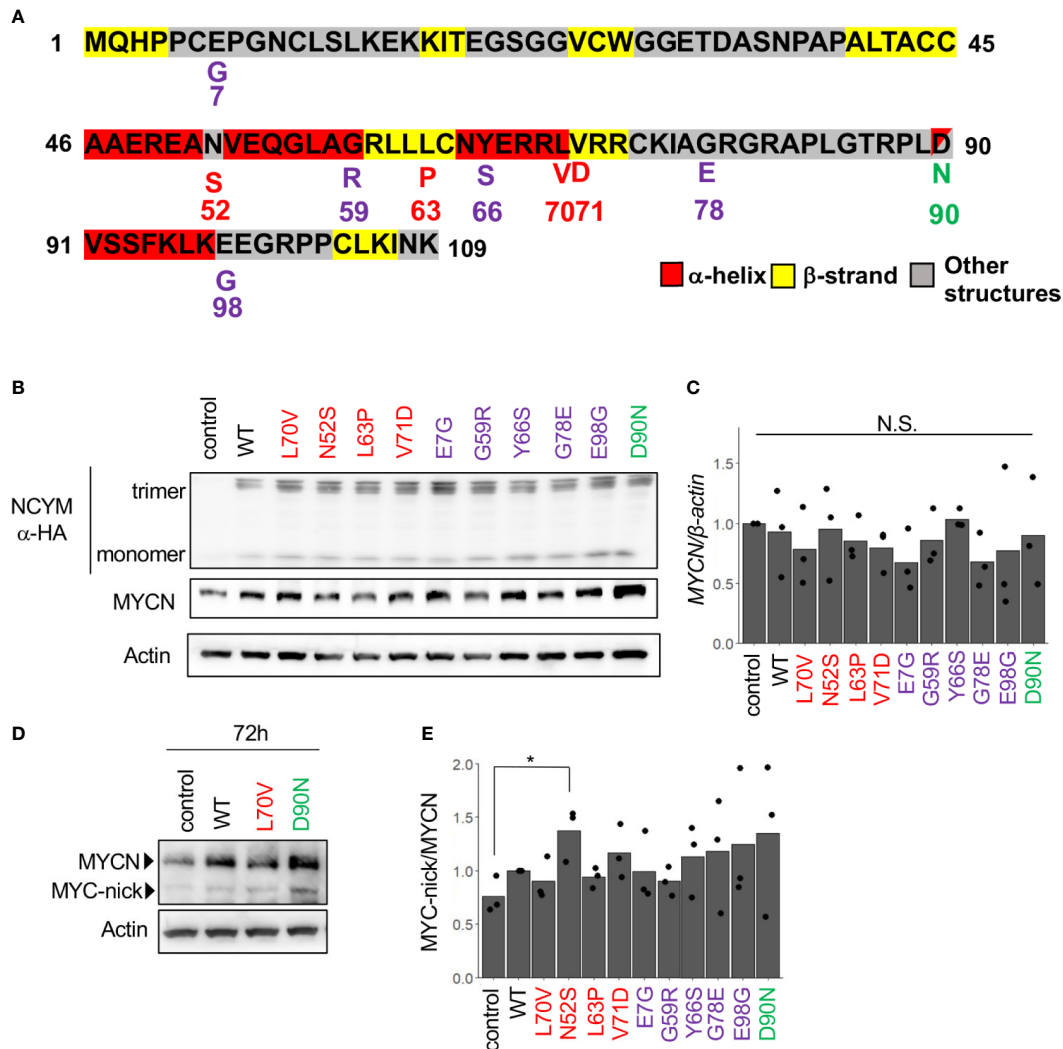 A
1 MQHPPCEPGNCLSLKEKKITEGSGGVCWGGETDASNPAPALTACC 45
G
7
46 AAEREANVEQGLAGRLLLCNYERRLVRRCKIAGRGRAPLGTRPLD 90
S R P S VD E N
52 59 63 66 7071 78 90
91 VSSFKLKEEGRPPCLKINK 109
G
98
α-helix β-strand Other structures
B
control WT L70V N52S L63P V71D E7G G59R Y66S G78E E98G D90N
NCYM
α-HA
trimer
monomer
MYCN
Actin
C
N.S.
MYCN/β-actin
1.5
1.0
0.5
0.0
control WT L70V N52S L63P V71D E7G G59R Y66S G78E E98G D90N
D
72h
control WT L70V D90N
MYCN
MYC-nick
Actin
E
*
MYC-nick/MYCN
2.0
1.5
1.0
0.5
0.0
control WT L70V N52S L63P V71D E7G G59R Y66S G78E E98G D90N